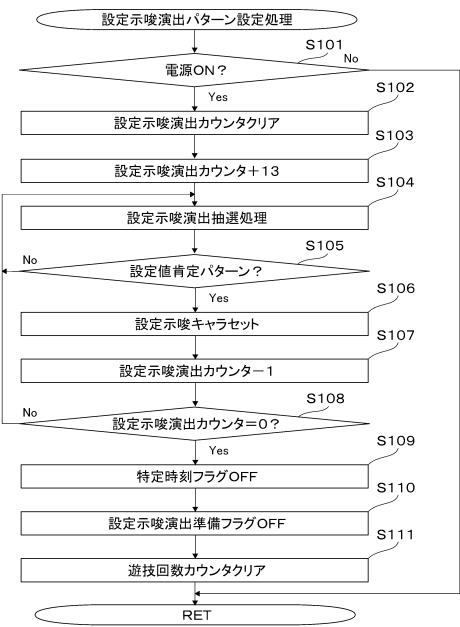 設定示唆演出パターン設定処理
S101
電源ON?
No
Yes
S102
設定示唆演出カウンタクリア
S103
設定示唆演出カウンタ+13
S104
設定示唆演出抽選処理
S105
設定値肯定パターン?
No
Yes
S106
設定示唆キャラセット
S107
設定示唆演出カウンター1
S108
設定示唆演出カウンタ=0?
No
Yes
S109
特定時刻フラグOFF
S110
設定示唆演出準備フラグOFF
S111
遊技回数カウンタクリア
RET